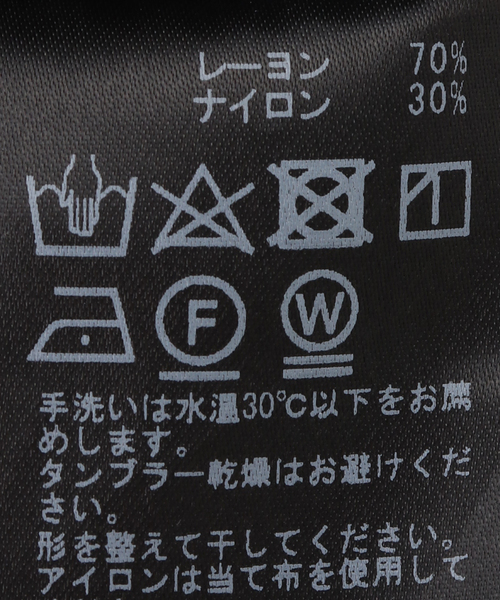 レーヨン 70%
ナイロン 30%
F W
手洗いは水温30℃以下をお薦
めします。
タンブラー乾燥はお避けくだ
さい。
形を整えて干してください。
アイロンは当て布を使用して